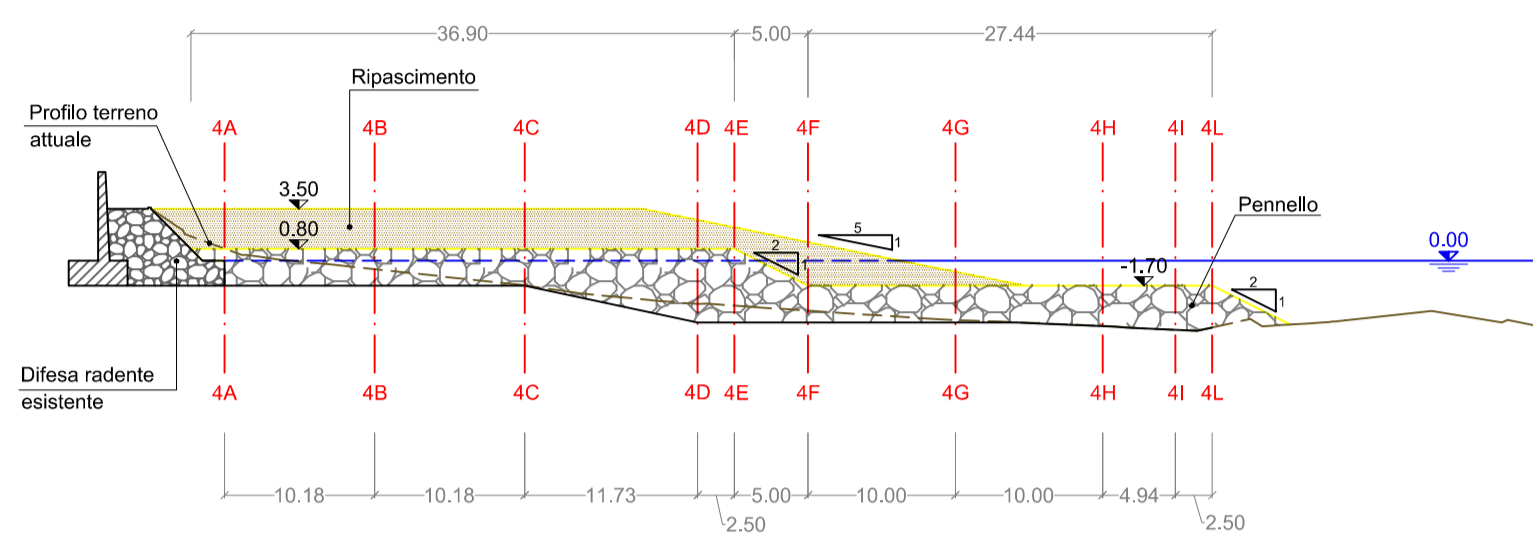 36.90
5.00
27.44
Ripascimento
Profilo terreno
attuale
4A
4B
4C
4D
4E
4F
4G
4H
4I
4L
3.50
0.80
2
1
5
1
-1.70
Pennello
0.00
2
1
Difesa radente
esistente
4A
4B
4C
4D
4E
4F
4G
4H
4I
4L
10.18
10.18
11.73
5.00
10.00
10.00
4.94
2.50
2.50